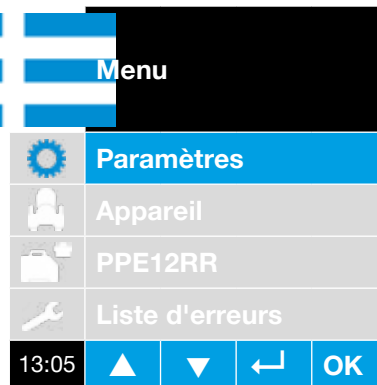 Menu
Paramètres
Appareil
PPE12RR
Liste d'erreurs
13:05 OK